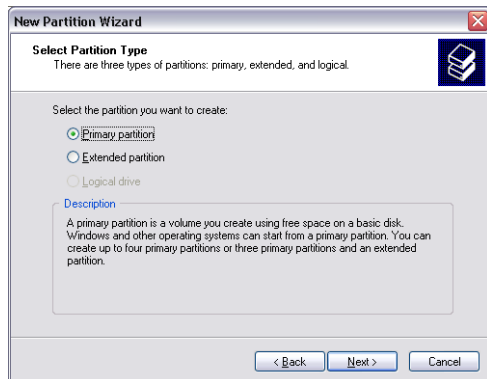 New Partition Wizard
Select Partition Type
There are three types of partitions: primary, extended, and logical.
Select the partition you want to create:
Primary partition
Extended partition
Logical drive
Description
A primary partition is a volume you create using free space on a basic disk.
Windows and other operating systems can start from a primary partition. You can
create up to four primary partitions or three primary partitions and an extended
partition.
< Back Next > Cancel